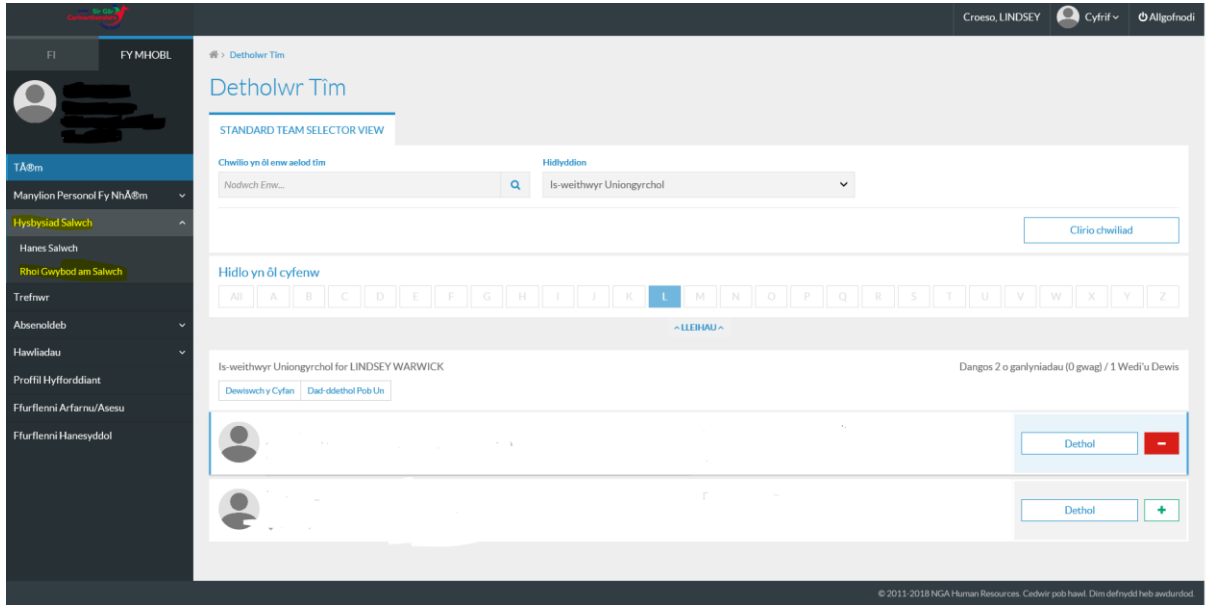 Sir Gâr
Carmarthenshire
Croeso, LINDSEY
Cyfrif
Allgofnodi
FI
FY MHOBL
> Detholwr Tîm
Detholwr Tîm
STANDARD TEAM SELECTOR VIEW
TÃ®m
Chwilio yn ôl enw aelod tîm
Hidlyddion
Nodwch Enw...
Is-weithwyr Uniongyrchol
Manylion Personol Fy NhÃ®m
Hysbysiad Salwch
Clirio chwiliad
Hanes Salwch
Rhoi Gwybod am Salwch
Hidlo yn ôl cyfenw
All A B C D E F G H I J K L M N O P Q R S T U V W X Y Z
Trefnwr
Absenoldeb
LLEIHAU
Hawliadau
Is-weithwyr Uniongyrchol for LINDSEY WARWICK
Dangos 2 o ganlyniadau (0 gwag) / 1 Wedi'u Dewis
Proffil Hyfforddiant
Dewiswch y Cyfan
Dad-ddethol Pob Un
Ffurflenni Arfarnu/Asesu
Ffurflenni Hanesyddol
Dethol
Dethol
© 2011-2018 NGA Human Resources. Cedwir pob hawl. Dim defnydd heb awdurdod.